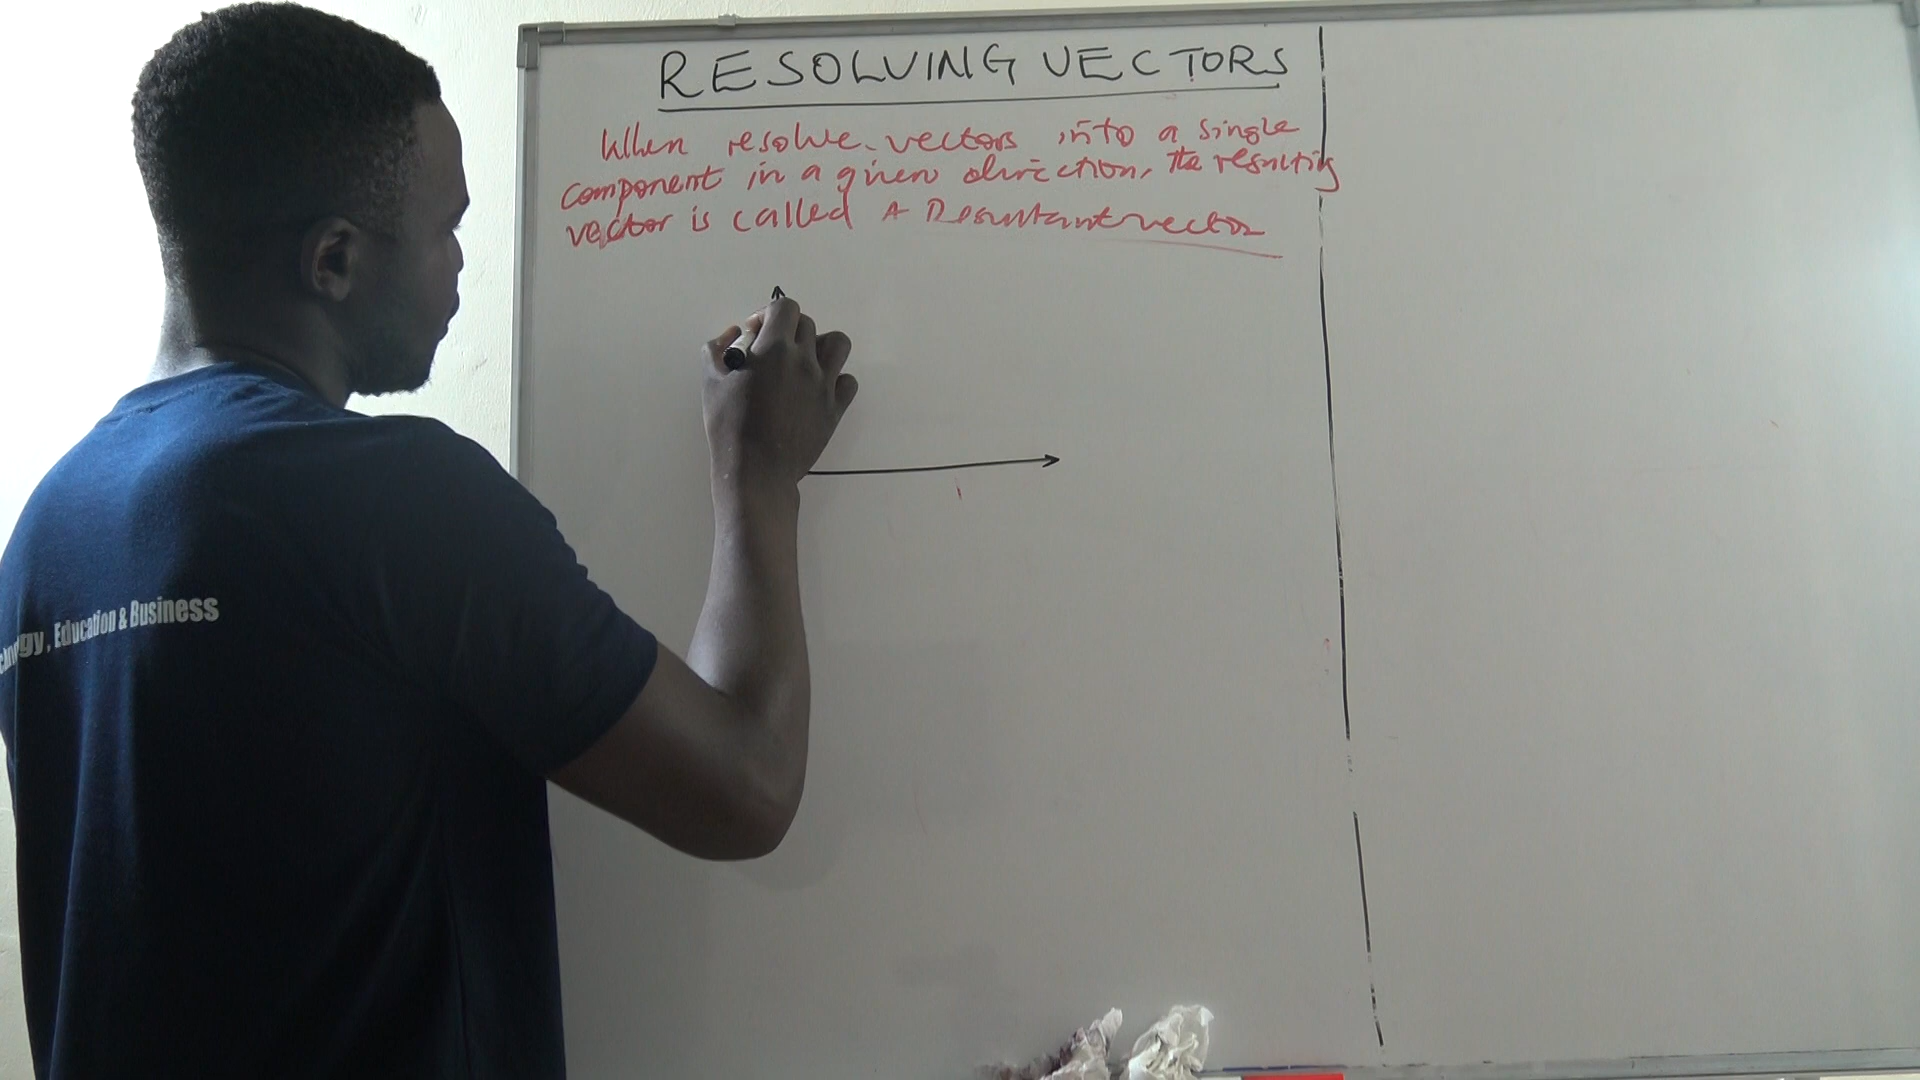 RESOLVING VECTORS
When resolve vectors into a single
component in a given direction, the resulting
vector is called A Resultant vector
gy, Education & Business